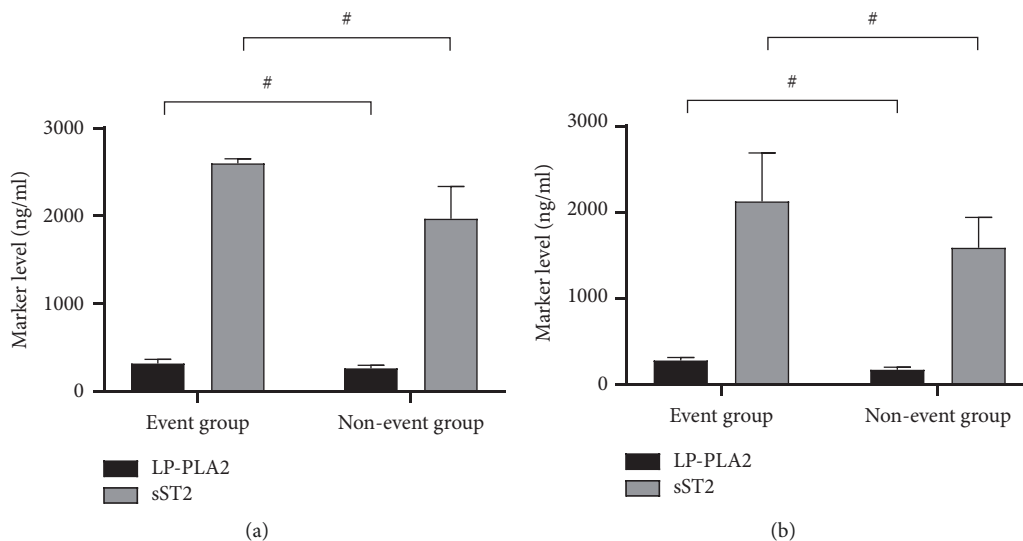 #
#
Marker level (ng/ml)
3000
2000
1000
0
Event group
Non-event group
LP-PLA2
sST2
(a)
#
#
Marker level (ng/ml)
3000
2000
1000
0
Event group
Non-event group
LP-PLA2
sST2
(b)